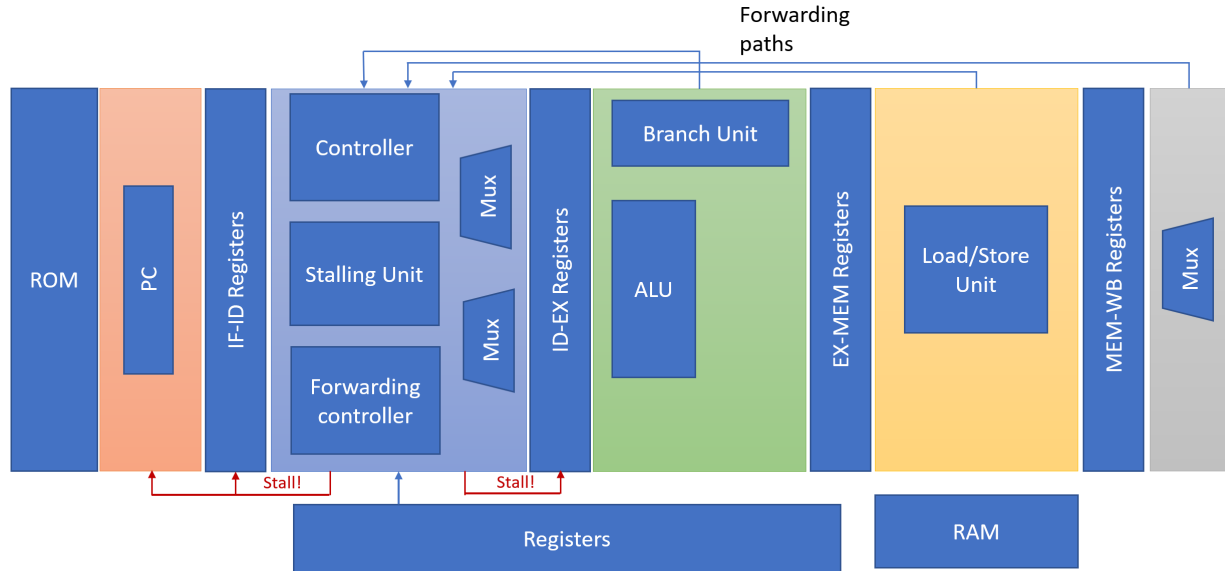 Forwarding
paths
ROM
PC
IF-ID Registers
Controller
Stalling Unit
Forwarding
controller
Mux
Mux
ID-EX Registers
Branch Unit
ALU
EX-MEM Registers
Load/Store
Unit
MEM-WB Registers
Mux
Stall!
Stall!
Registers
RAM